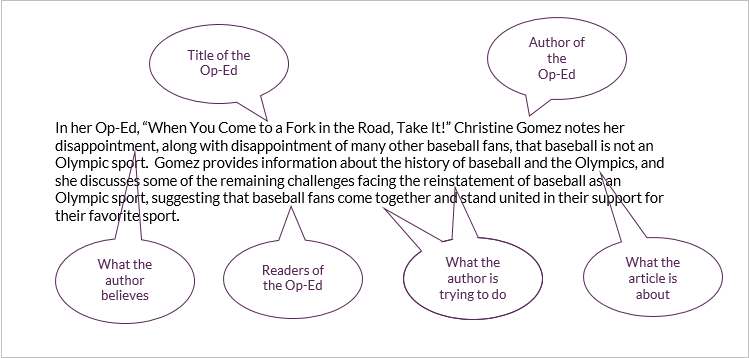 Title of the
Op-Ed
Author of
the
Op-Ed
In her Op-Ed, “When You Come to a Fork in the Road, Take It!” Christine Gomez notes her
disappointment, along with disappointment of many other baseball fans, that baseball is not an
Olympic sport.  Gomez provides information about the history of baseball and the Olympics, and
she discusses some of the remaining challenges facing the reinstatement of baseball as an
Olympic sport, suggesting that baseball fans come together and stand united in their support for
their favorite sport.
What the
author
believes
Readers of
the Op-Ed
What the
author is
trying to do
What the
article is
about